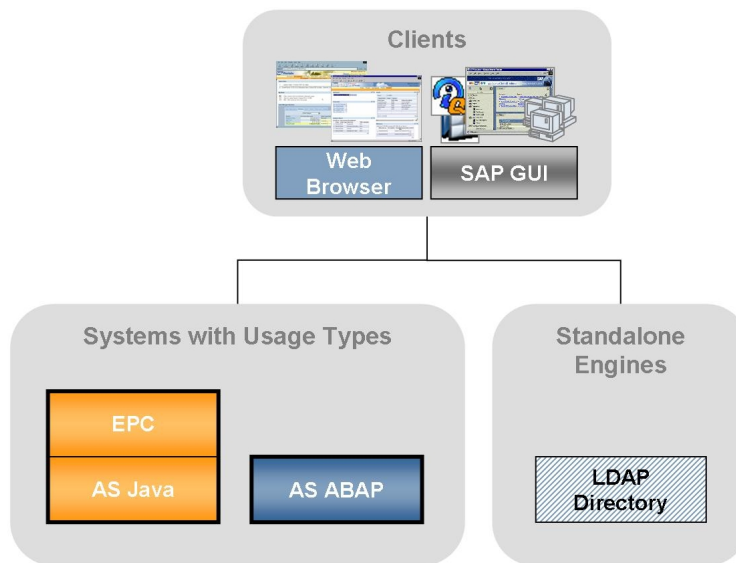 Clients
Web
Browser
SAP GUI
Systems with Usage Types
EPC
AS Java
AS ABAP
Standalone
Engines
LDAP
Directory